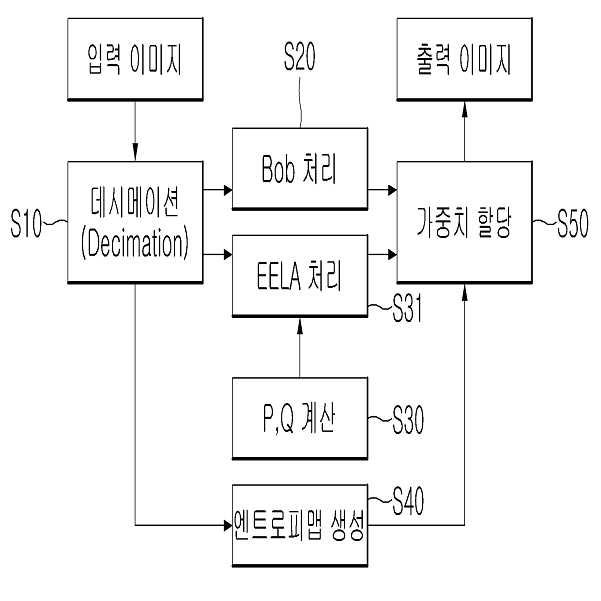 입력 이미지
S20
출력 이미지
S10
데시메이션
(Decimation)
Bob 처리
가중치 할당
S50
EELA 처리
S31
P,Q 계산
S30
S40
엔트로피맵 생성